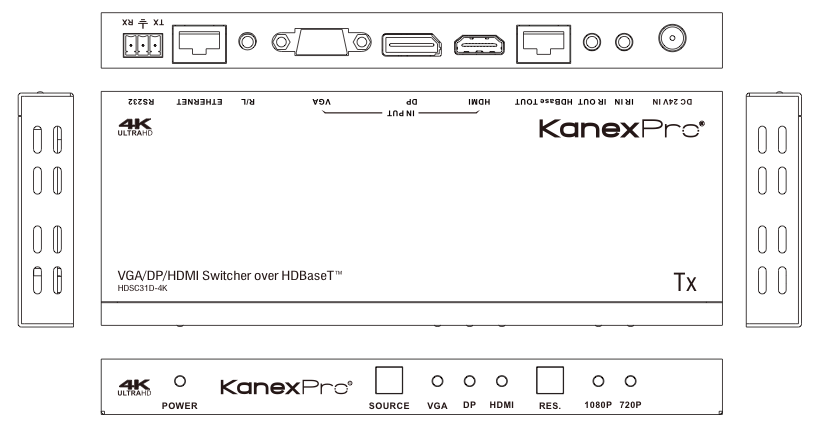 RX TX
RS232 ETHERNET R/L VGA DP HDMI HDBaseT OUT IR OUT IR IN DC 24V IN
IN PUT
4K
ULTRAHD
KanexPro®
VGA/DP/HDMI Switcher over HDBaseT™
HDSC31D-4K
Tx
4K
ULTRAHD
KanexPro®
POWER SOURCE VGA DP HDMI RES. 1080P 720P